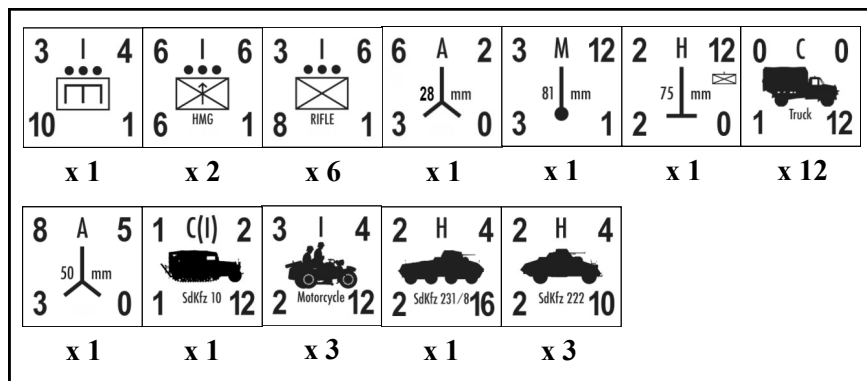 3 I 4 6 I 6 3 I 6 6 A 2 3 M 12 2 H 12 0 C 0
28 mm 81 mm 75 mm
10 1 6 HMG 1 8 RIFLE 1 3 0 3 1 2 0 1 Truck 12
x 1 x 2 x 6 x 1 x 1 x 1 x 12
8 A 5 1 C(I) 2 3 I 4 2 H 4 2 H 4
50 mm
3 0 1 SdKfz 10 12 Motorcycle 12 2 SdKfz 231/8 16 2 SdKfz 222 10
x 1 x 1 x 3 x 1 x 3